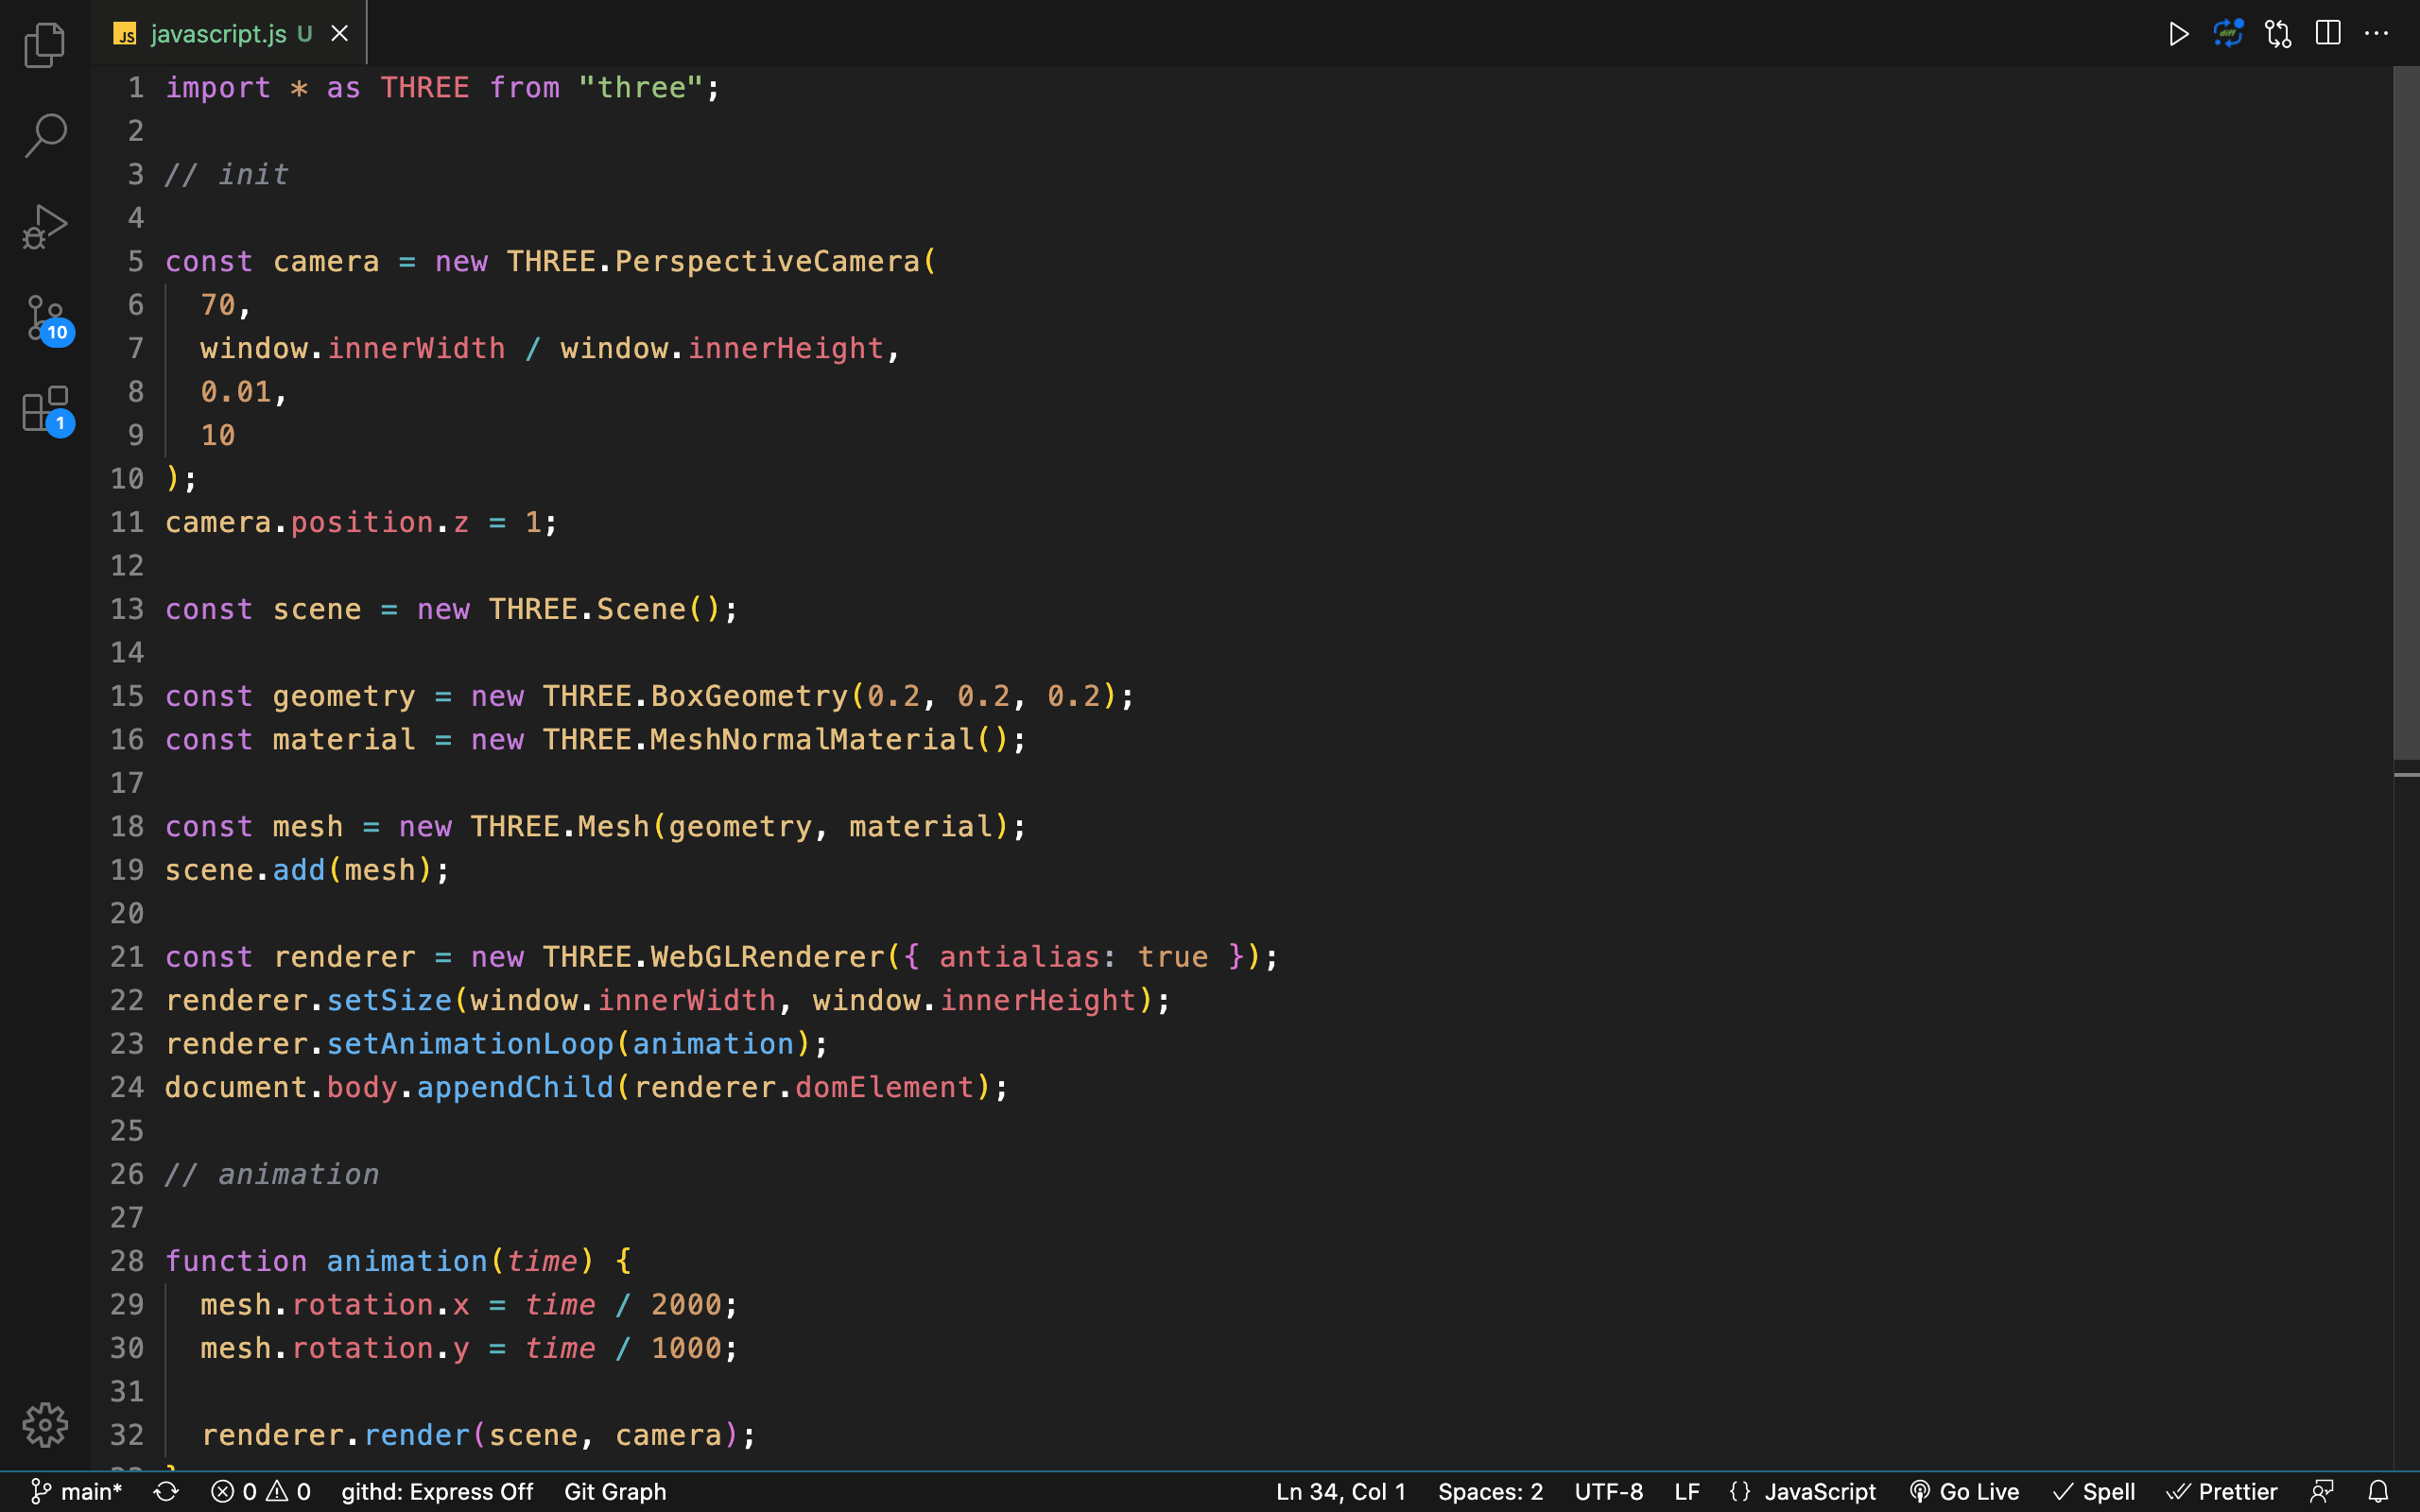 JS javascript.js U
diff
1 import * as THREE from "three";
2
3 // init
4
5 const camera = new THREE.PerspectiveCamera(
6   70,
7   window.innerWidth / window.innerHeight,
8   0.01,
9   10
10 );
11 camera.position.z = 1;
12
13 const scene = new THREE.Scene();
14
15 const geometry = new THREE.BoxGeometry(0.2, 0.2, 0.2);
16 const material = new THREE.MeshNormalMaterial();
17
18 const mesh = new THREE.Mesh(geometry, material);
19 scene.add(mesh);
20
21 const renderer = new THREE.WebGLRenderer({ antialias: true });
22 renderer.setSize(window.innerWidth, window.innerHeight);
23 renderer.setAnimationLoop(animation);
24 document.body.appendChild(renderer.domElement);
25
26 // animation
27
28 function animation(time) {
29   mesh.rotation.x = time / 2000;
30   mesh.rotation.y = time / 1000;
31
32   renderer.render(scene, camera);
10
1
main* 0 0 githd: Express Off Git Graph Ln 34, Col 1 Spaces: 2 UTF-8 LF {} JavaScript Go Live Spell Prettier